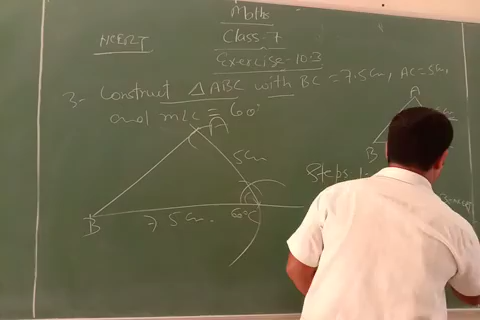 Maths
NCERT
Class-7
Exercise-10.3
3- Construct △ABC with BC = 7.5cm, AC=5cm,
and m∠C = 60°
A
5cm
B
7.5cm.
60°
C
A
B
Steps